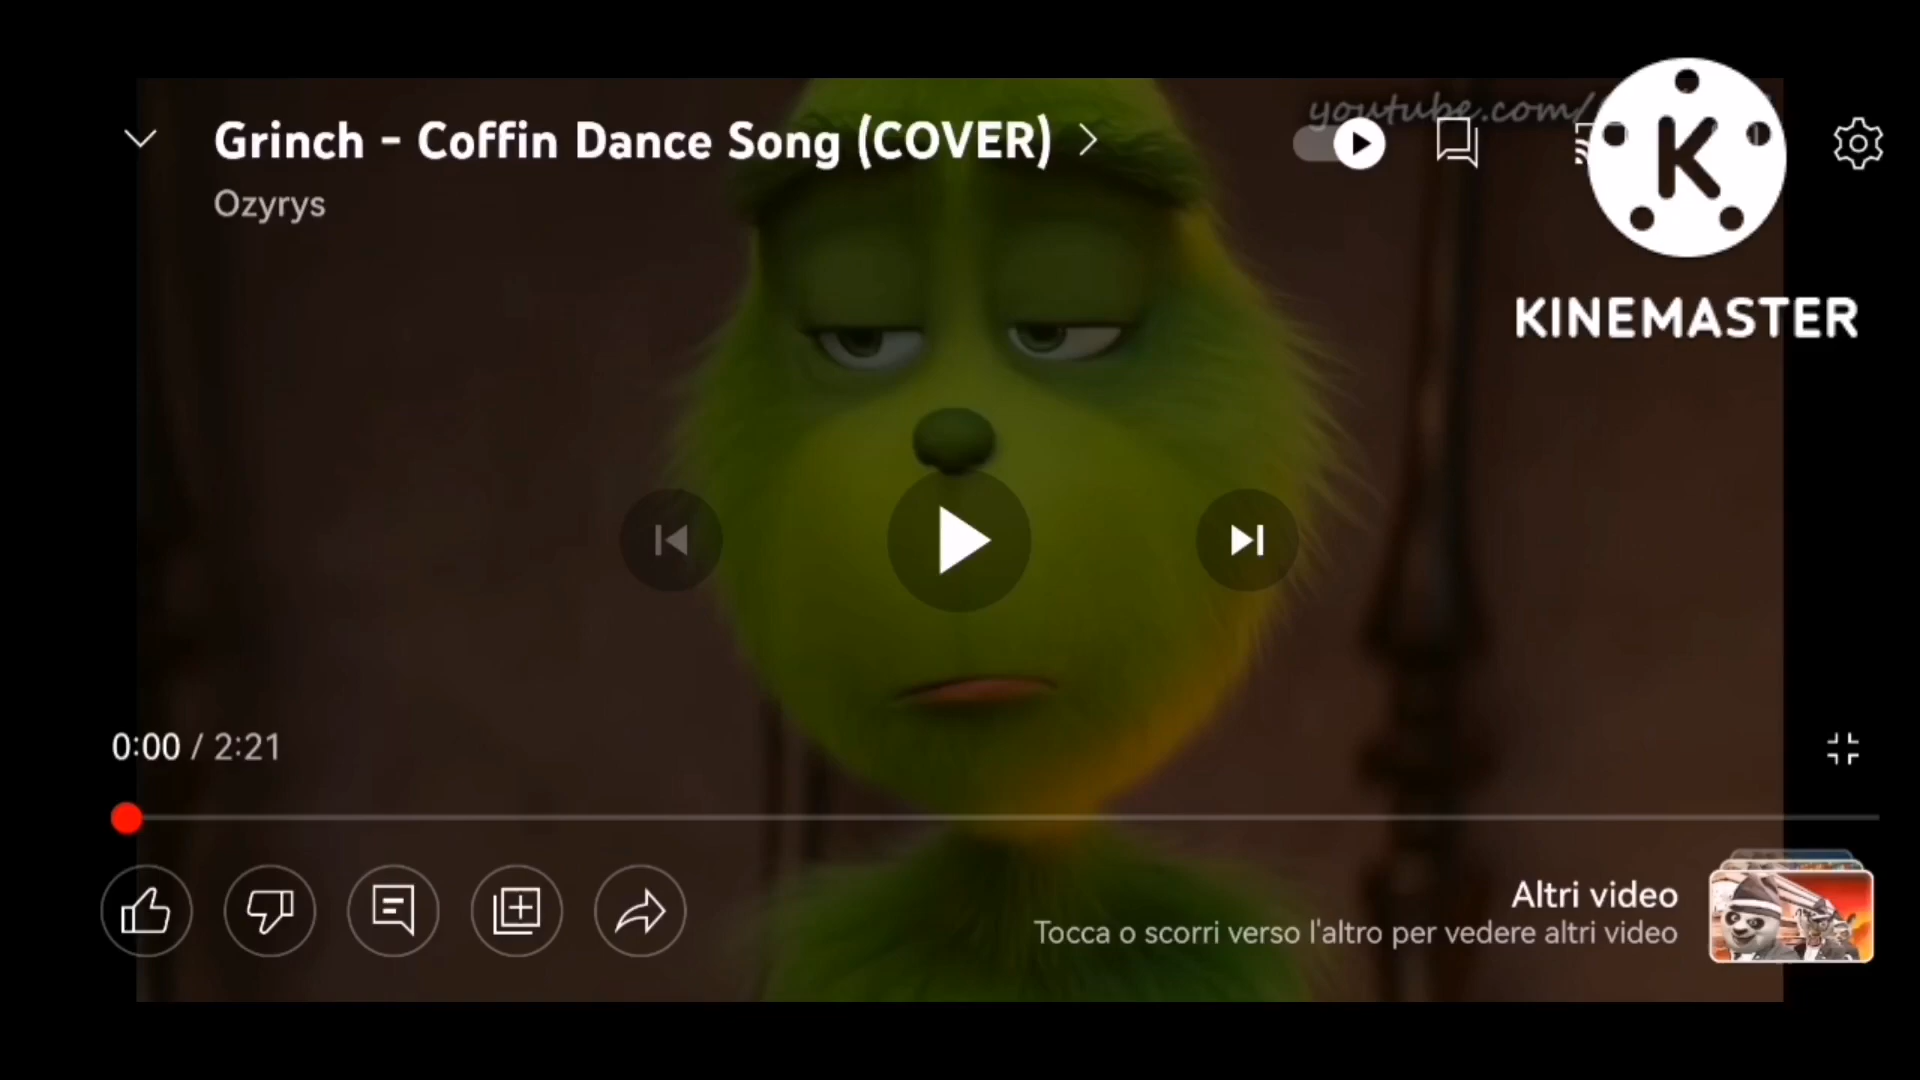 youtube.com/
Grinch - Coffin Dance Song (COVER)
Ozyrys
K
KINEMASTER
0:00 / 2:21
Altri video
Tocca o scorri verso l'altro per vedere altri video